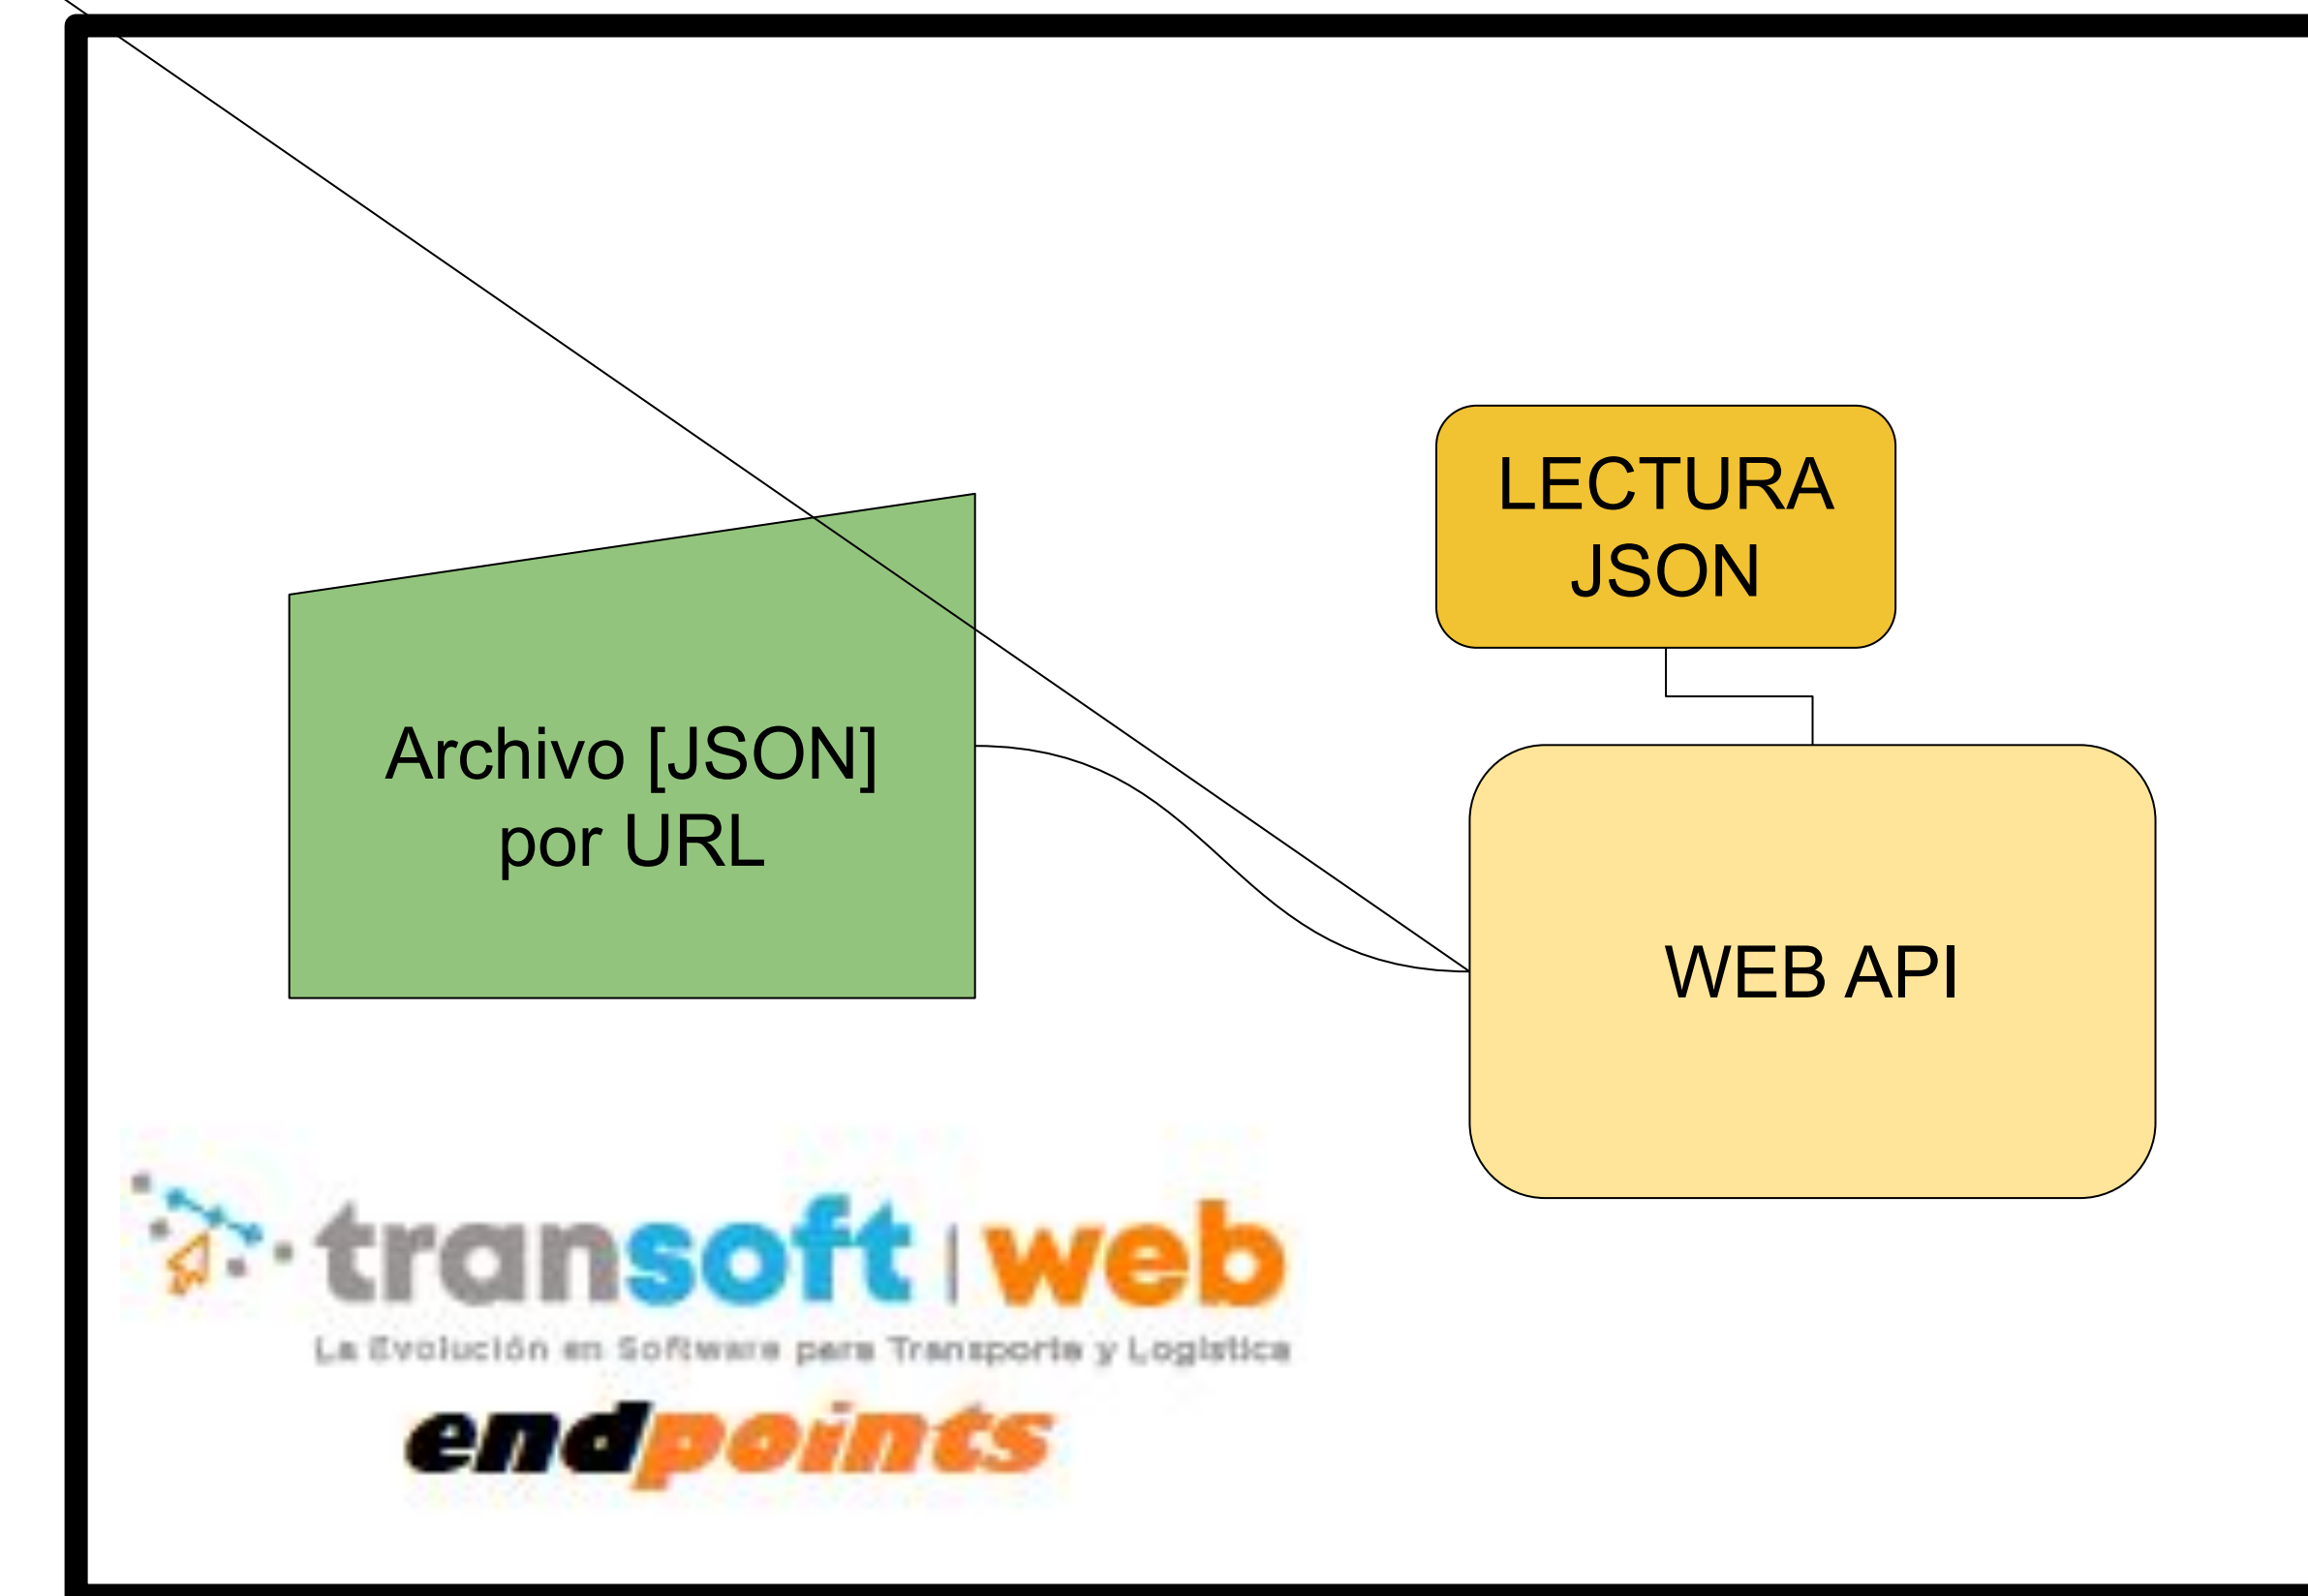 LECTURA
JSON
Archivo [JSON]
por URL
WEB API
transoft | web
La Evolución en Software para Transporte y Logística
endpoints